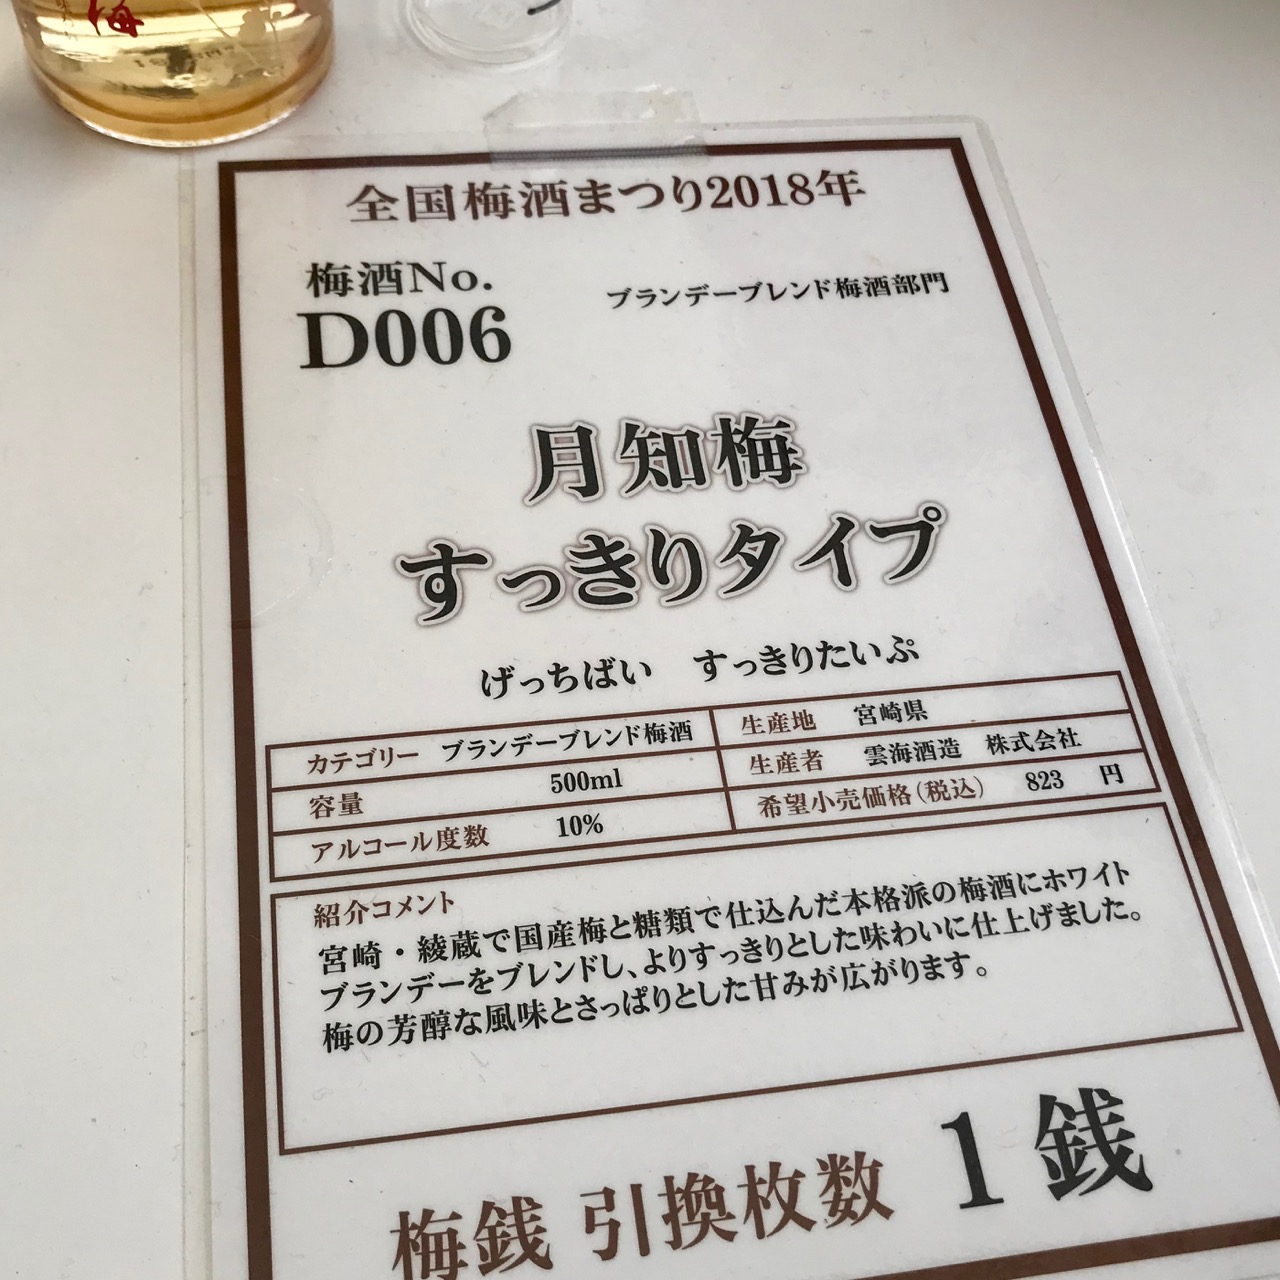 梅
全国梅酒まつり2018年
梅酒No.
D006
ブランデーブレンド梅酒部門
月知梅
すっきりタイプ
げっちばい すっきりたいぷ
カテゴリー ブランデーブレンド梅酒
容量 500ml
アルコール度数 10%
生産地 宮崎県
生産者 雲海酒造 株式会社
希望小売価格(税込) 823 円
紹介コメント
宮崎・綾蔵で国産梅と糖類で仕込んだ本格派の梅酒にホワイト
ブランデーをブレンドし、よりすっきりとした味わいに仕上げました。
梅の芳醇な風味とさっぱりとした甘みが広がります。
梅銭 引換枚数 1 銭